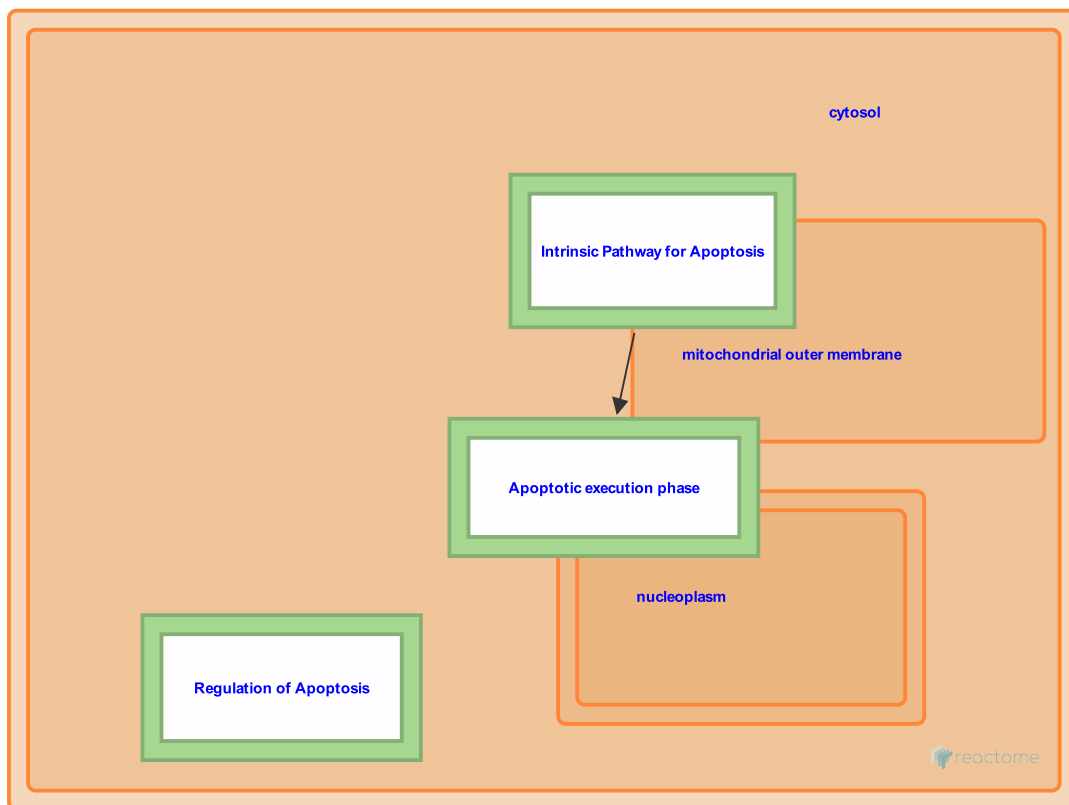 cytosol
Intrinsic Pathway for Apoptosis
mitochondrial outer membrane
Apoptotic execution phase
nucleoplasm
Regulation of Apoptosis
reactome